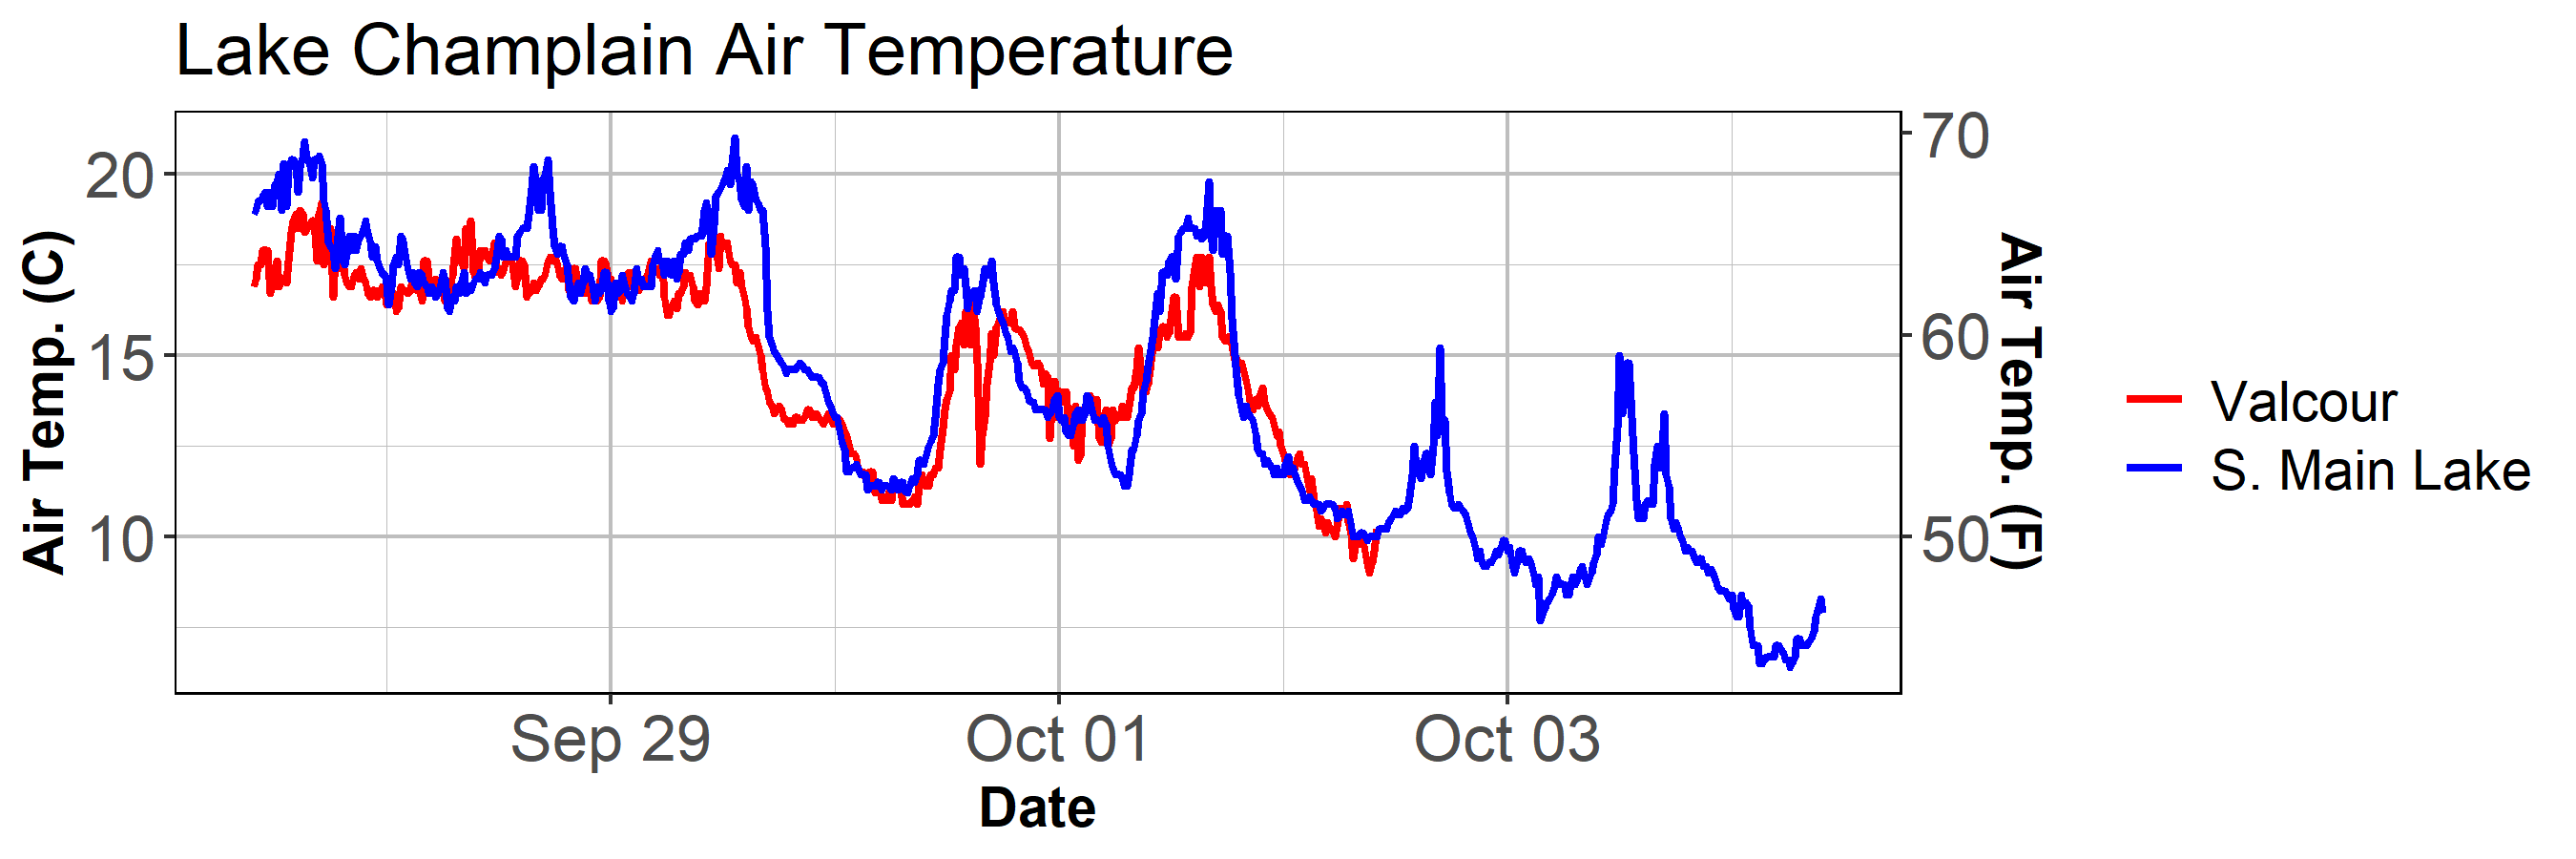 Lake Champlain Air Temperature
Air Temp. (C)
20
15
10
70
60
50
Air Temp. (F)
Sep 29
Oct 01
Oct 03
Date
Valcour
S. Main Lake